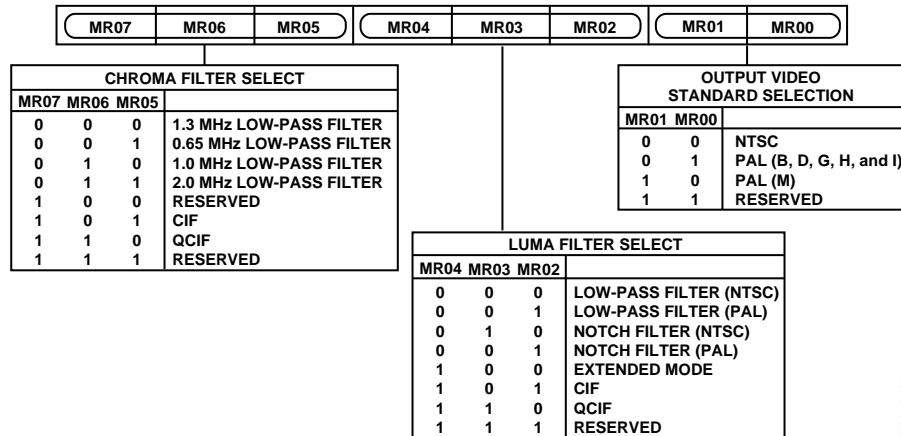 MR07 MR06 MR05 MR04 MR03 MR02 MR01 MR00
CHROMA FILTER SELECT
MR07 MR06 MR05
0 0 0 1.3 MHz LOW-PASS FILTER
0 0 1 0.65 MHz LOW-PASS FILTER
0 1 0 1.0 MHz LOW-PASS FILTER
0 1 1 2.0 MHz LOW-PASS FILTER
1 0 0 RESERVED
1 0 1 CIF
1 1 0 QCIF
1 1 1 RESERVED
OUTPUT VIDEO
STANDARD SELECTION
MR01 MR00
0 0 NTSC
0 1 PAL (B, D, G, H, and I)
1 0 PAL (M)
1 1 RESERVED
LUMA FILTER SELECT
MR04 MR03 MR02
0 0 0 LOW-PASS FILTER (NTSC)
0 0 1 LOW-PASS FILTER (PAL)
0 1 0 NOTCH FILTER (NTSC)
0 0 1 NOTCH FILTER (PAL)
1 0 0 EXTENDED MODE
1 0 1 CIF
1 1 0 QCIF
1 1 1 RESERVED